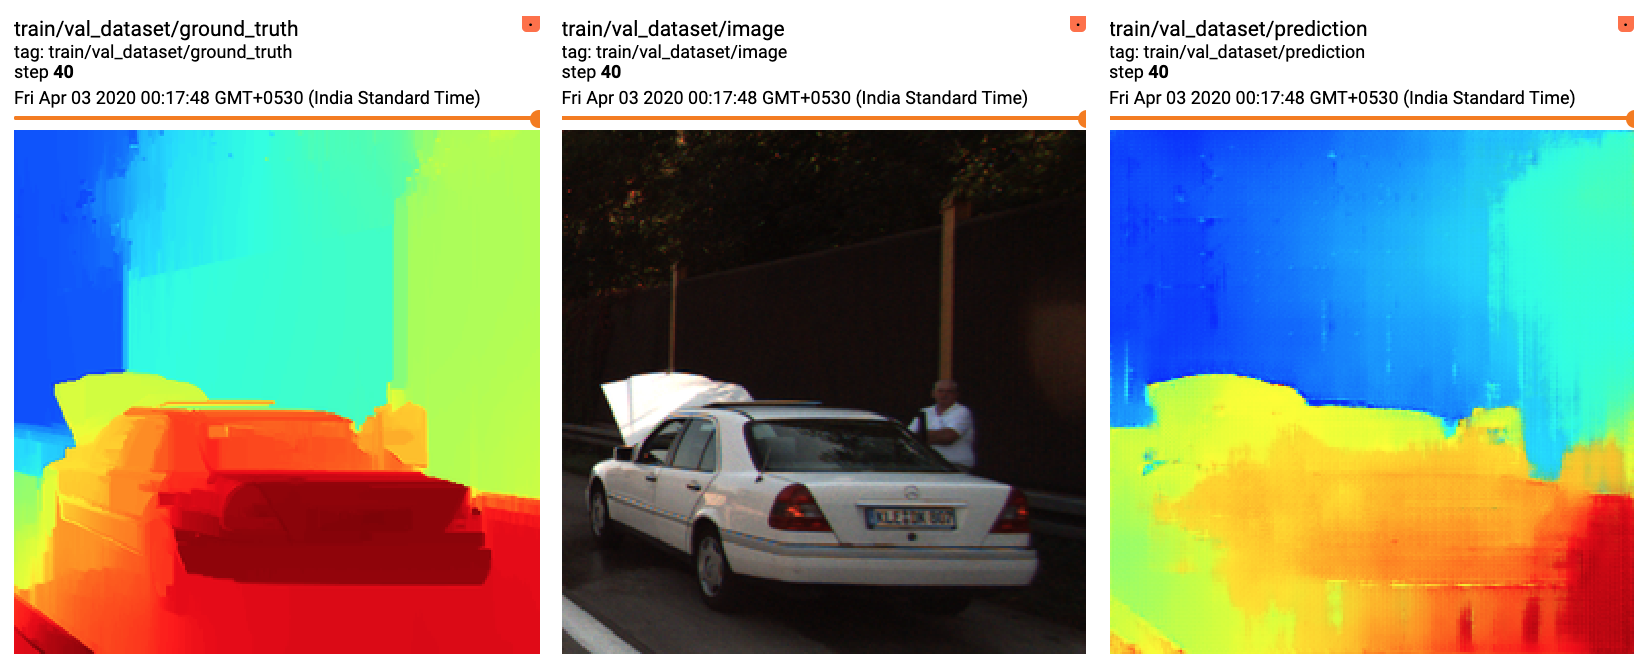 train/val_dataset/ground_truth
tag: train/val_dataset/ground_truth
step 40
Fri Apr 03 2020 00:17:48 GMT+0530 (India Standard Time)
train/val_dataset/image
tag: train/val_dataset/image
step 40
Fri Apr 03 2020 00:17:48 GMT+0530 (India Standard Time)
KLE
train/val_dataset/prediction
tag: train/val_dataset/prediction
step 40
Fri Apr 03 2020 00:17:48 GMT+0530 (India Standard Time)